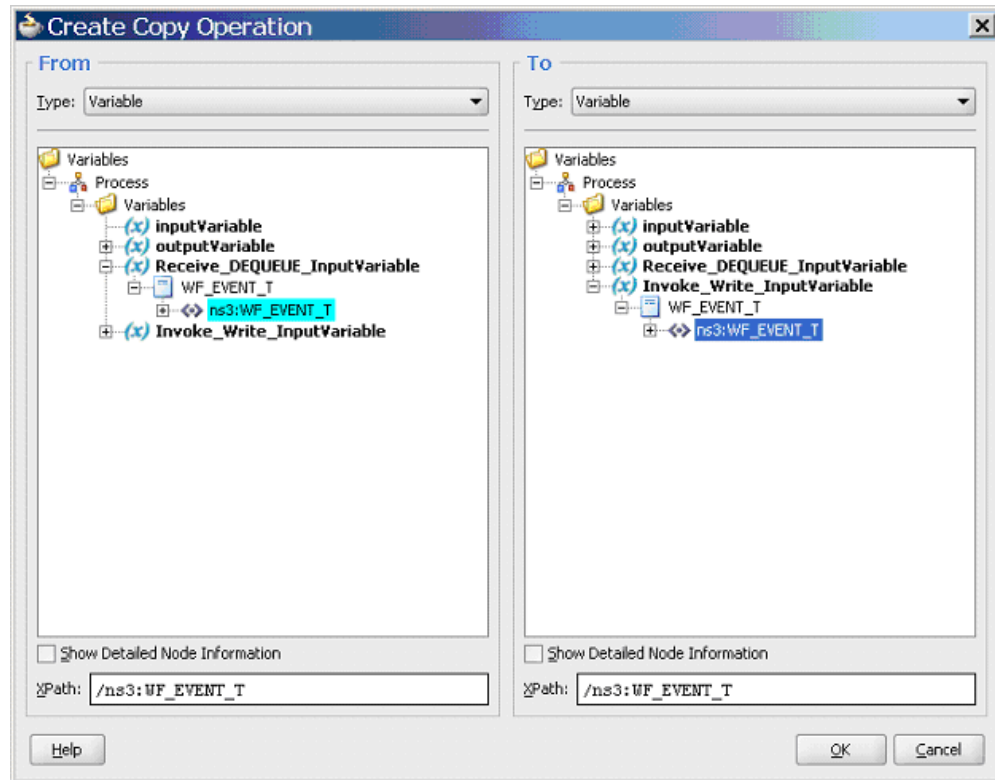 Create Copy Operation
From
Type: Variable
Variables
Process
Variables
inputVariable
outputVariable
Receive_DEQUEUE_InputVariable
WF_EVENT_T
ns3:WF_EVENT_T
Invoke_Write_InputVariable
Show Detailed Node Information
XPath: /ns3:WF_EVENT_T
To
Type: Variable
Variables
Process
Variables
inputVariable
outputVariable
Receive_DEQUEUE_InputVariable
Invoke_Write_InputVariable
WF_EVENT_T
ns3:WF_EVENT_T
Show Detailed Node Information
XPath: /ns3:WF_EVENT_T
Help
OK
Cancel